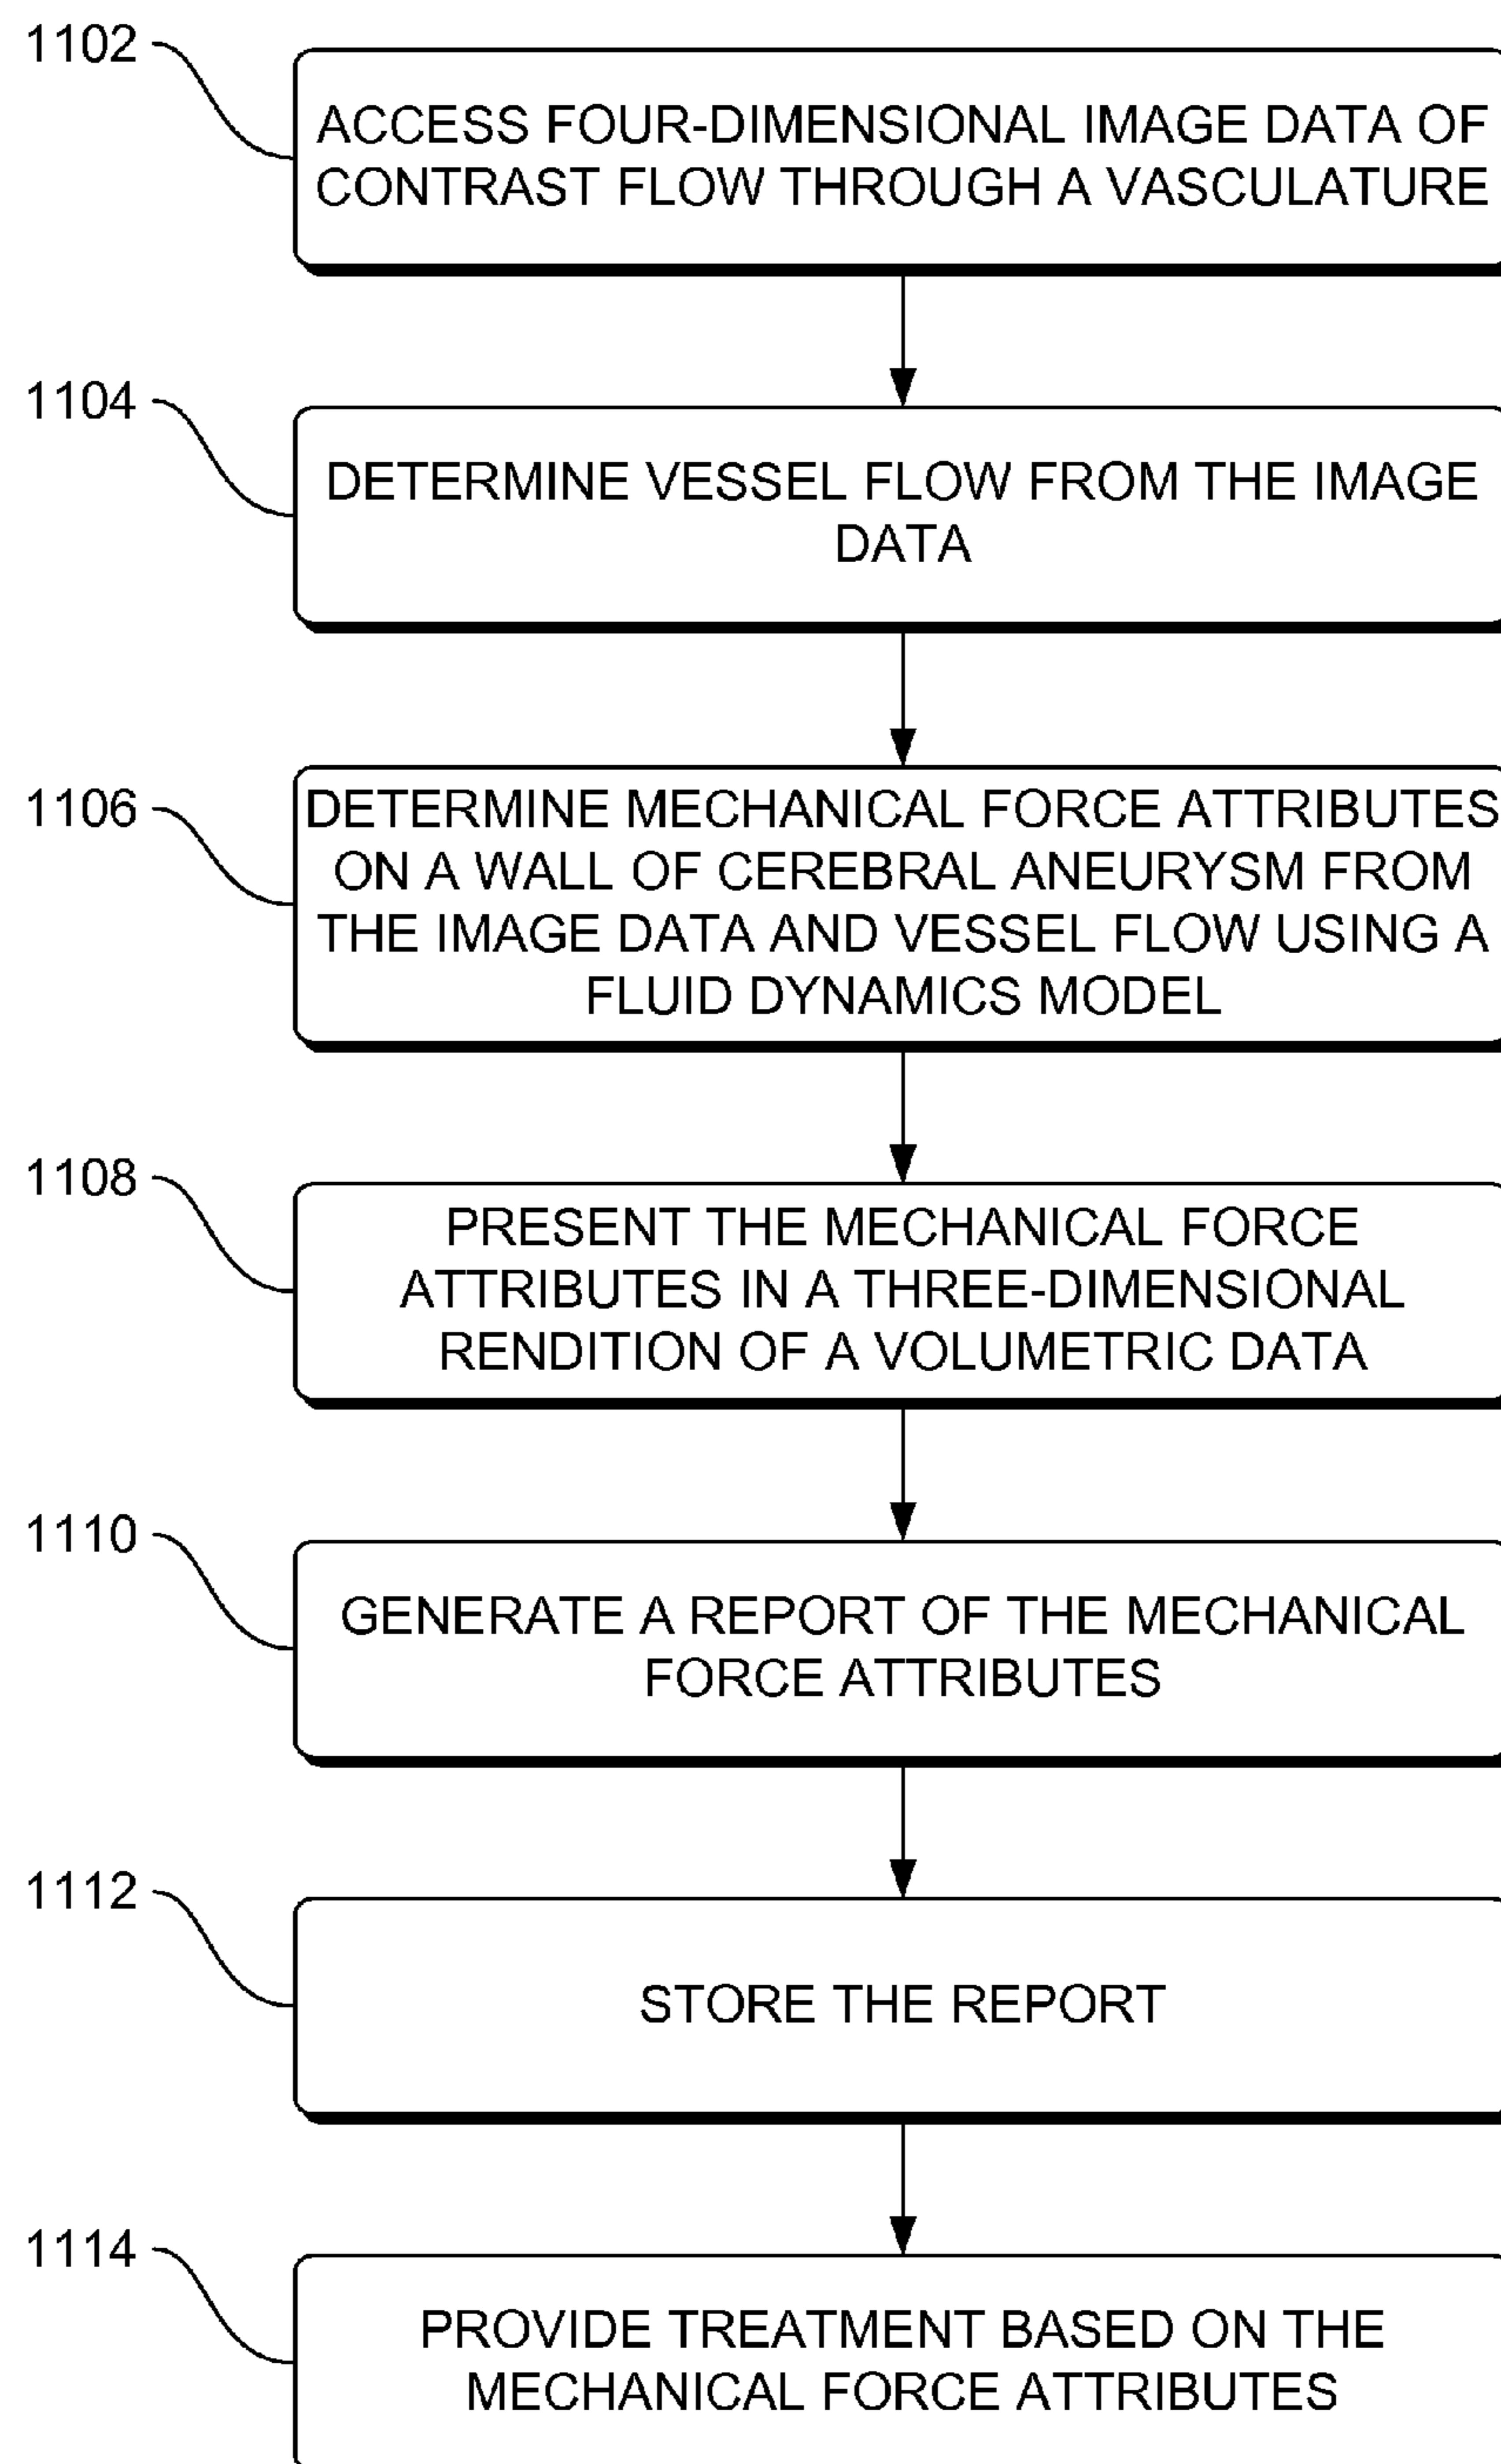 1102
ACCESS FOUR-DIMENSIONAL IMAGE DATA OF
CONTRAST FLOW THROUGH A VASCULATURE
1104
DETERMINE VESSEL FLOW FROM THE IMAGE
DATA
1106
DETERMINE MECHANICAL FORCE ATTRIBUTES
ON A WALL OF CEREBRAL ANEURYSM FROM
THE IMAGE DATA AND VESSEL FLOW USING A
FLUID DYNAMICS MODEL
1108
PRESENT THE MECHANICAL FORCE
ATTRIBUTES IN A THREE-DIMENSIONAL
RENDITION OF A VOLUMETRIC DATA
1110
GENERATE A REPORT OF THE MECHANICAL
FORCE ATTRIBUTES
1112
STORE THE REPORT
1114
PROVIDE TREATMENT BASED ON THE
MECHANICAL FORCE ATTRIBUTES